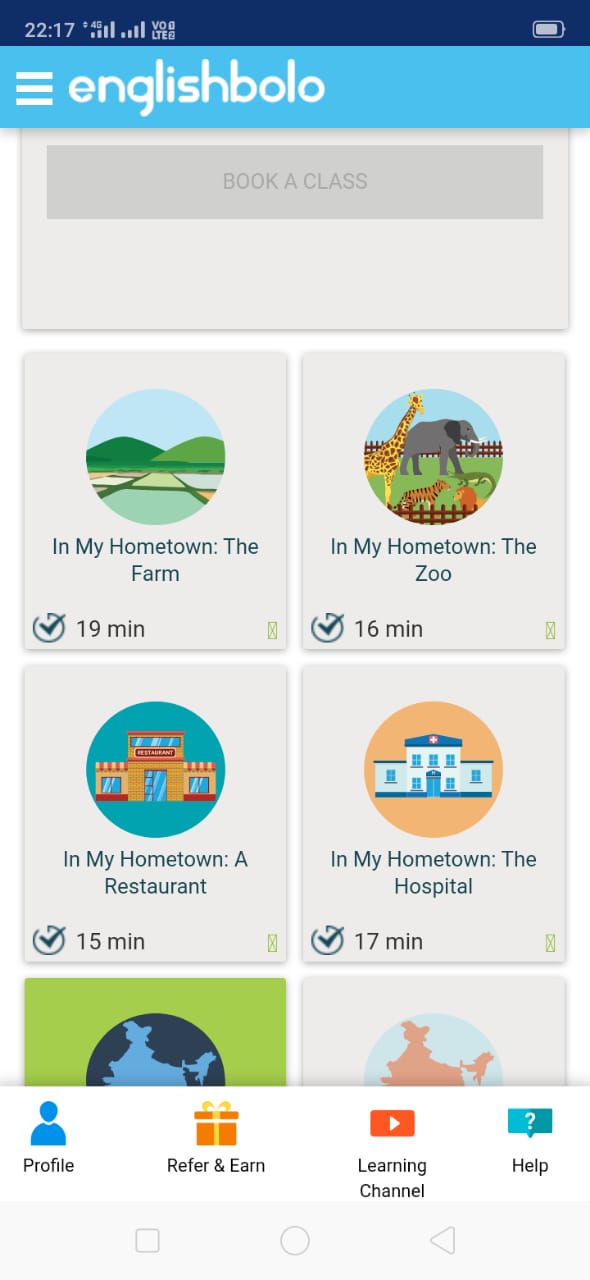 22:17 4G VO LTE
englishbolo
BOOK A CLASS
In My Hometown: The
Farm
19 min
In My Hometown: The
Zoo
16 min
RESTAURANT
In My Hometown: A
Restaurant
15 min
In My Hometown: The
Hospital
17 min
Profile
Refer & Earn
Learning
Channel
?
Help